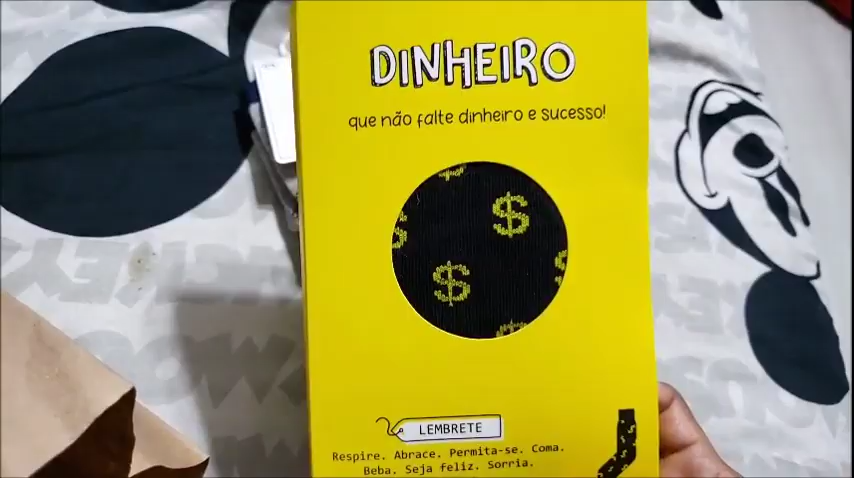 DINHEIRO
que não falte dinheiro e sucesso!
LEMBRETE
Respire. Abrace. Permita-se. Coma.
Beba. Seja feliz. Sorria.